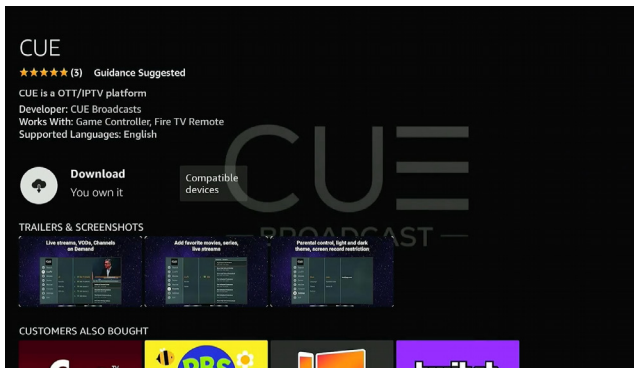 CUE
(3) Guidance Suggested
CUE is a OTT/IPTV platform
Developer: CUE Broadcasts
Works With: Game Controller, Fire TV Remote
Supported Languages: English
Download
You own it
Compatible
devices
CUE
BROADCAST
TRAILERS & SCREENSHOTS
Live streams, VODs, Channels
on Demand
Add favorite movies, series,
live streams
Parental control, light and dark
theme, screen record restriction
CUSTOMERS ALSO BOUGHT
TV
PBS
twitch